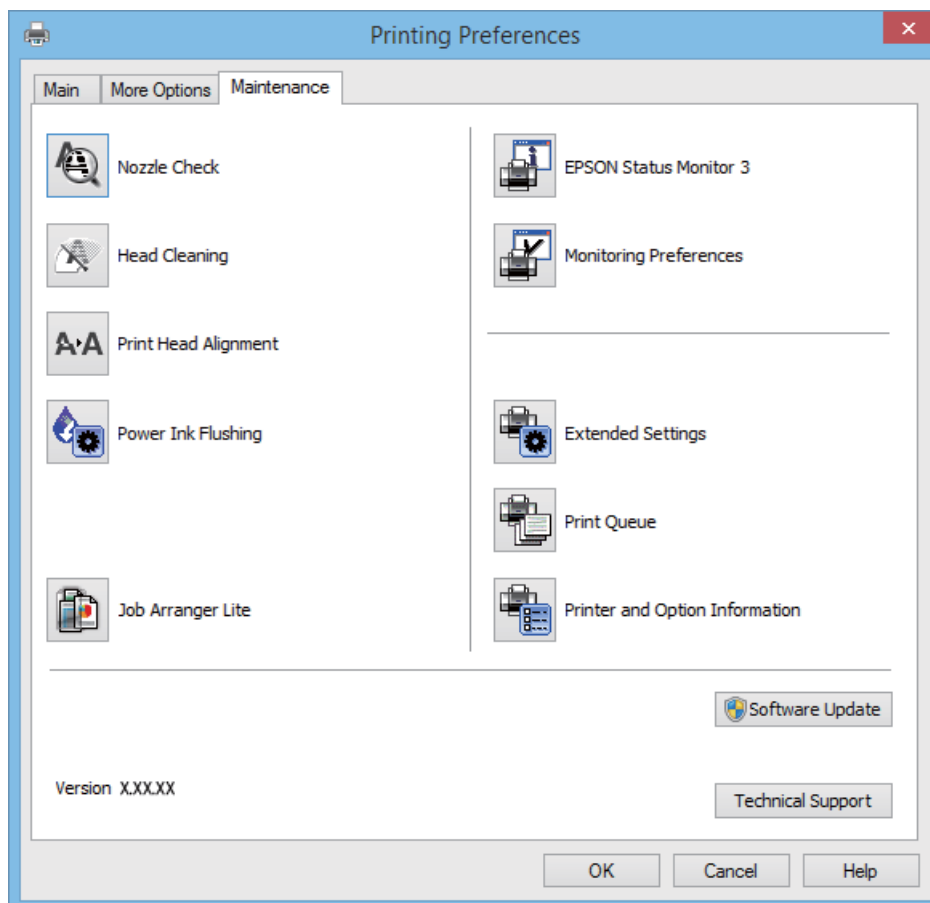 Printing Preferences
Main
More Options
Maintenance
Nozzle Check
Head Cleaning
Print Head Alignment
Power Ink Flushing
Job Arranger Lite
EPSON Status Monitor 3
Monitoring Preferences
Extended Settings
Print Queue
Printer and Option Information
Software Update
Version X.XX.XX
Technical Support
OK
Cancel
Help